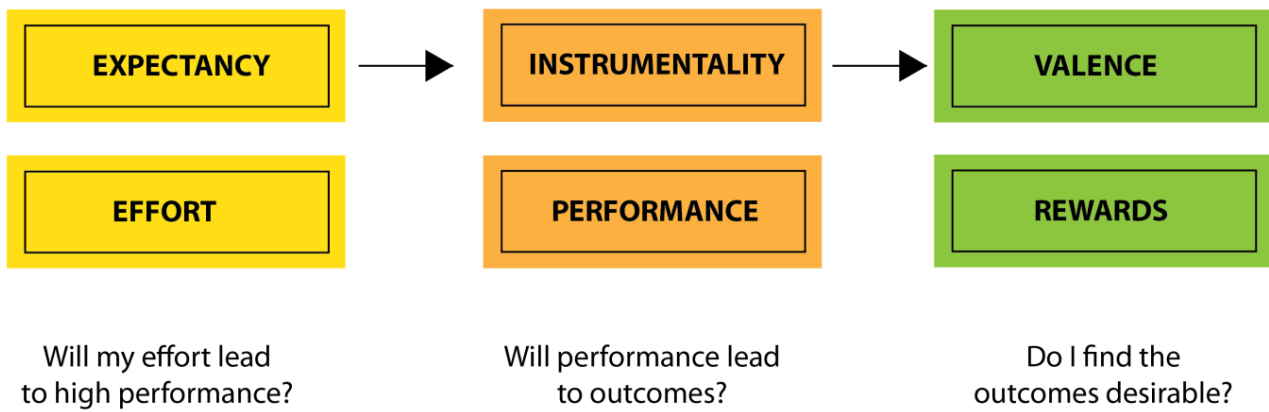 EXPECTANCY
INSTRUMENTALITY
VALENCE
EFFORT
PERFORMANCE
REWARDS
Will my effort lead
to high performance?
Will performance lead
to outcomes?
Do I find the
outcomes desirable?